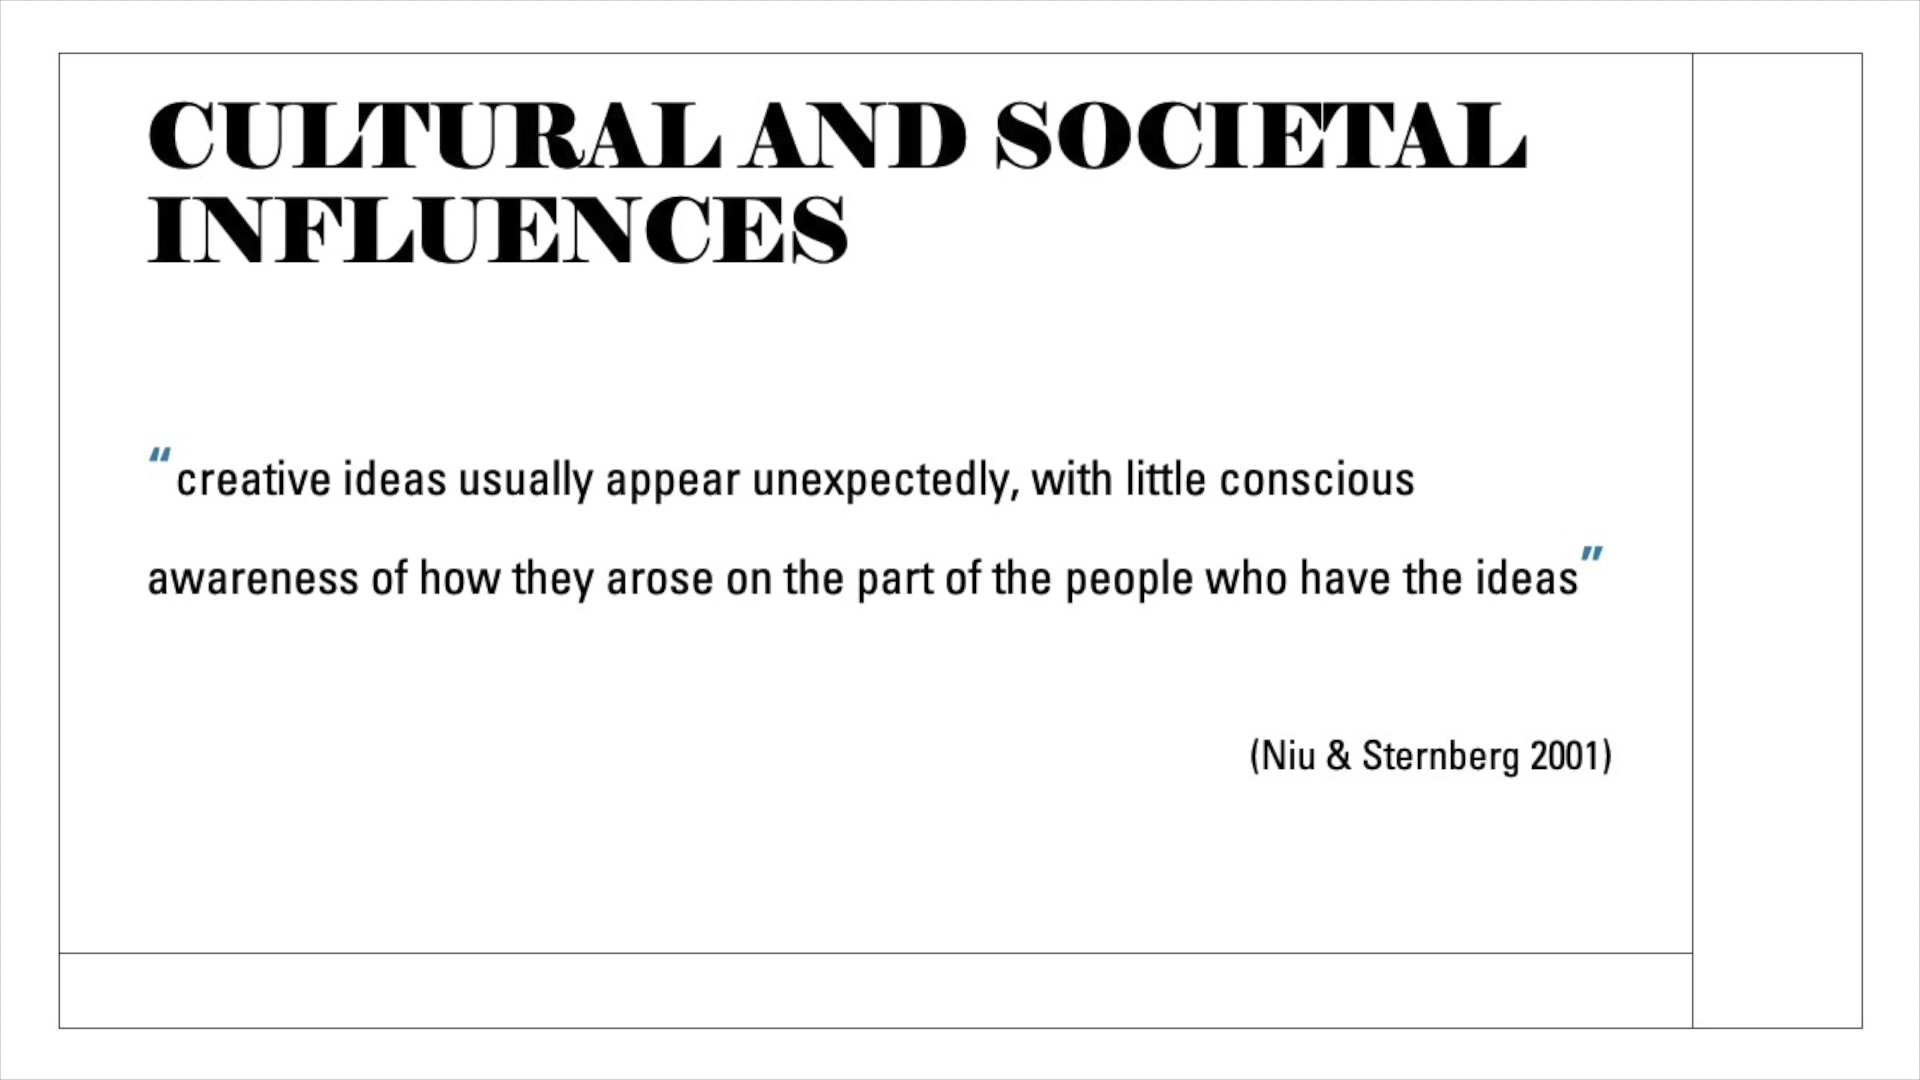 CULTURAL AND SOCIETAL
INFLUENCES
“creative ideas usually appear unexpectedly, with little conscious
awareness of how they arose on the part of the people who have the ideas”
(Niu & Sternberg 2001)